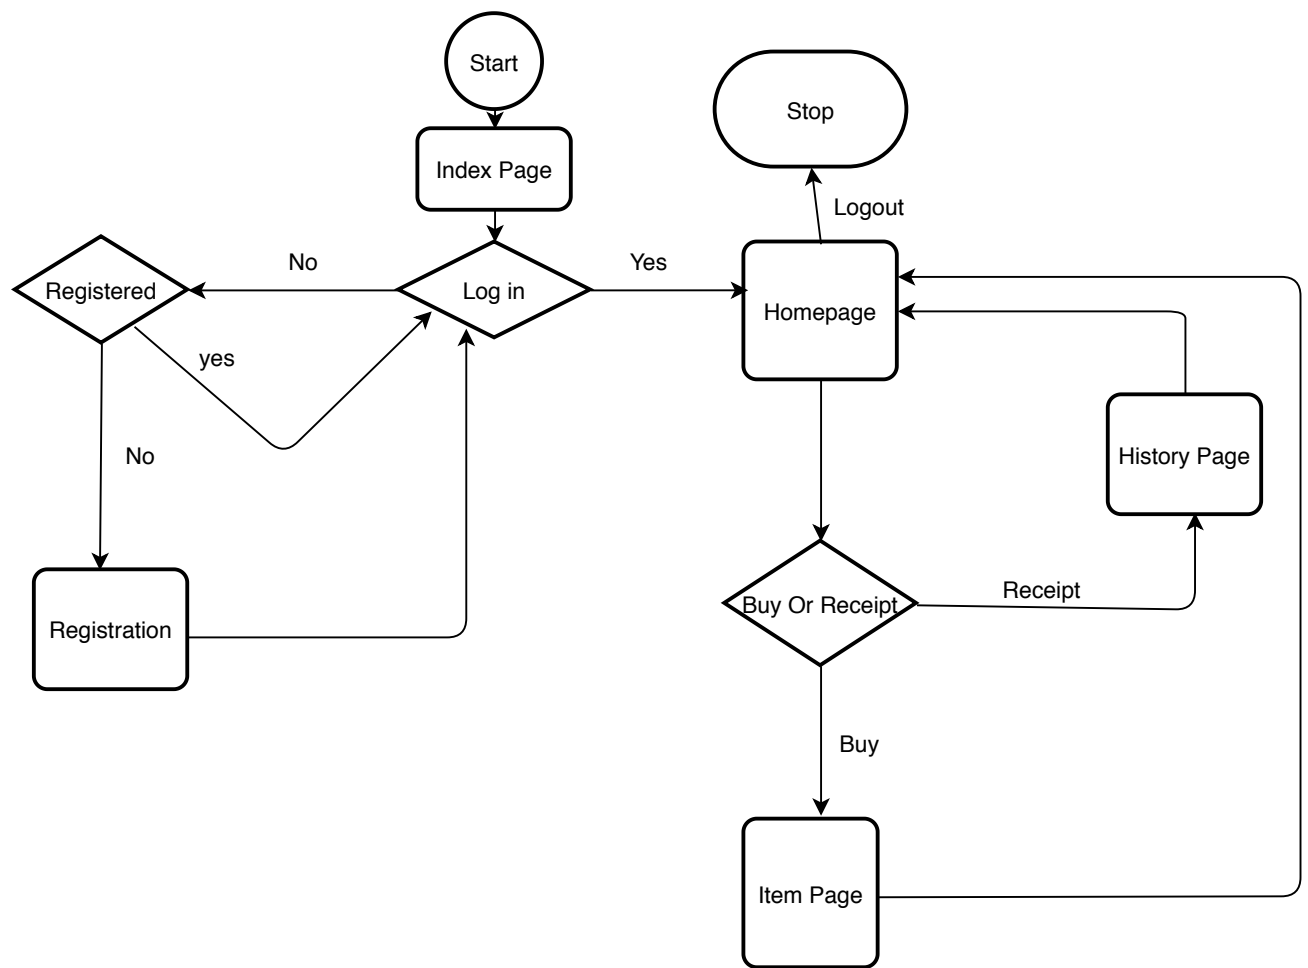 Start
Stop
Index Page
Logout
No
Yes
Registered
Log in
Homepage
yes
No
History Page
Receipt
Buy Or Receipt
Registration
Buy
Item Page